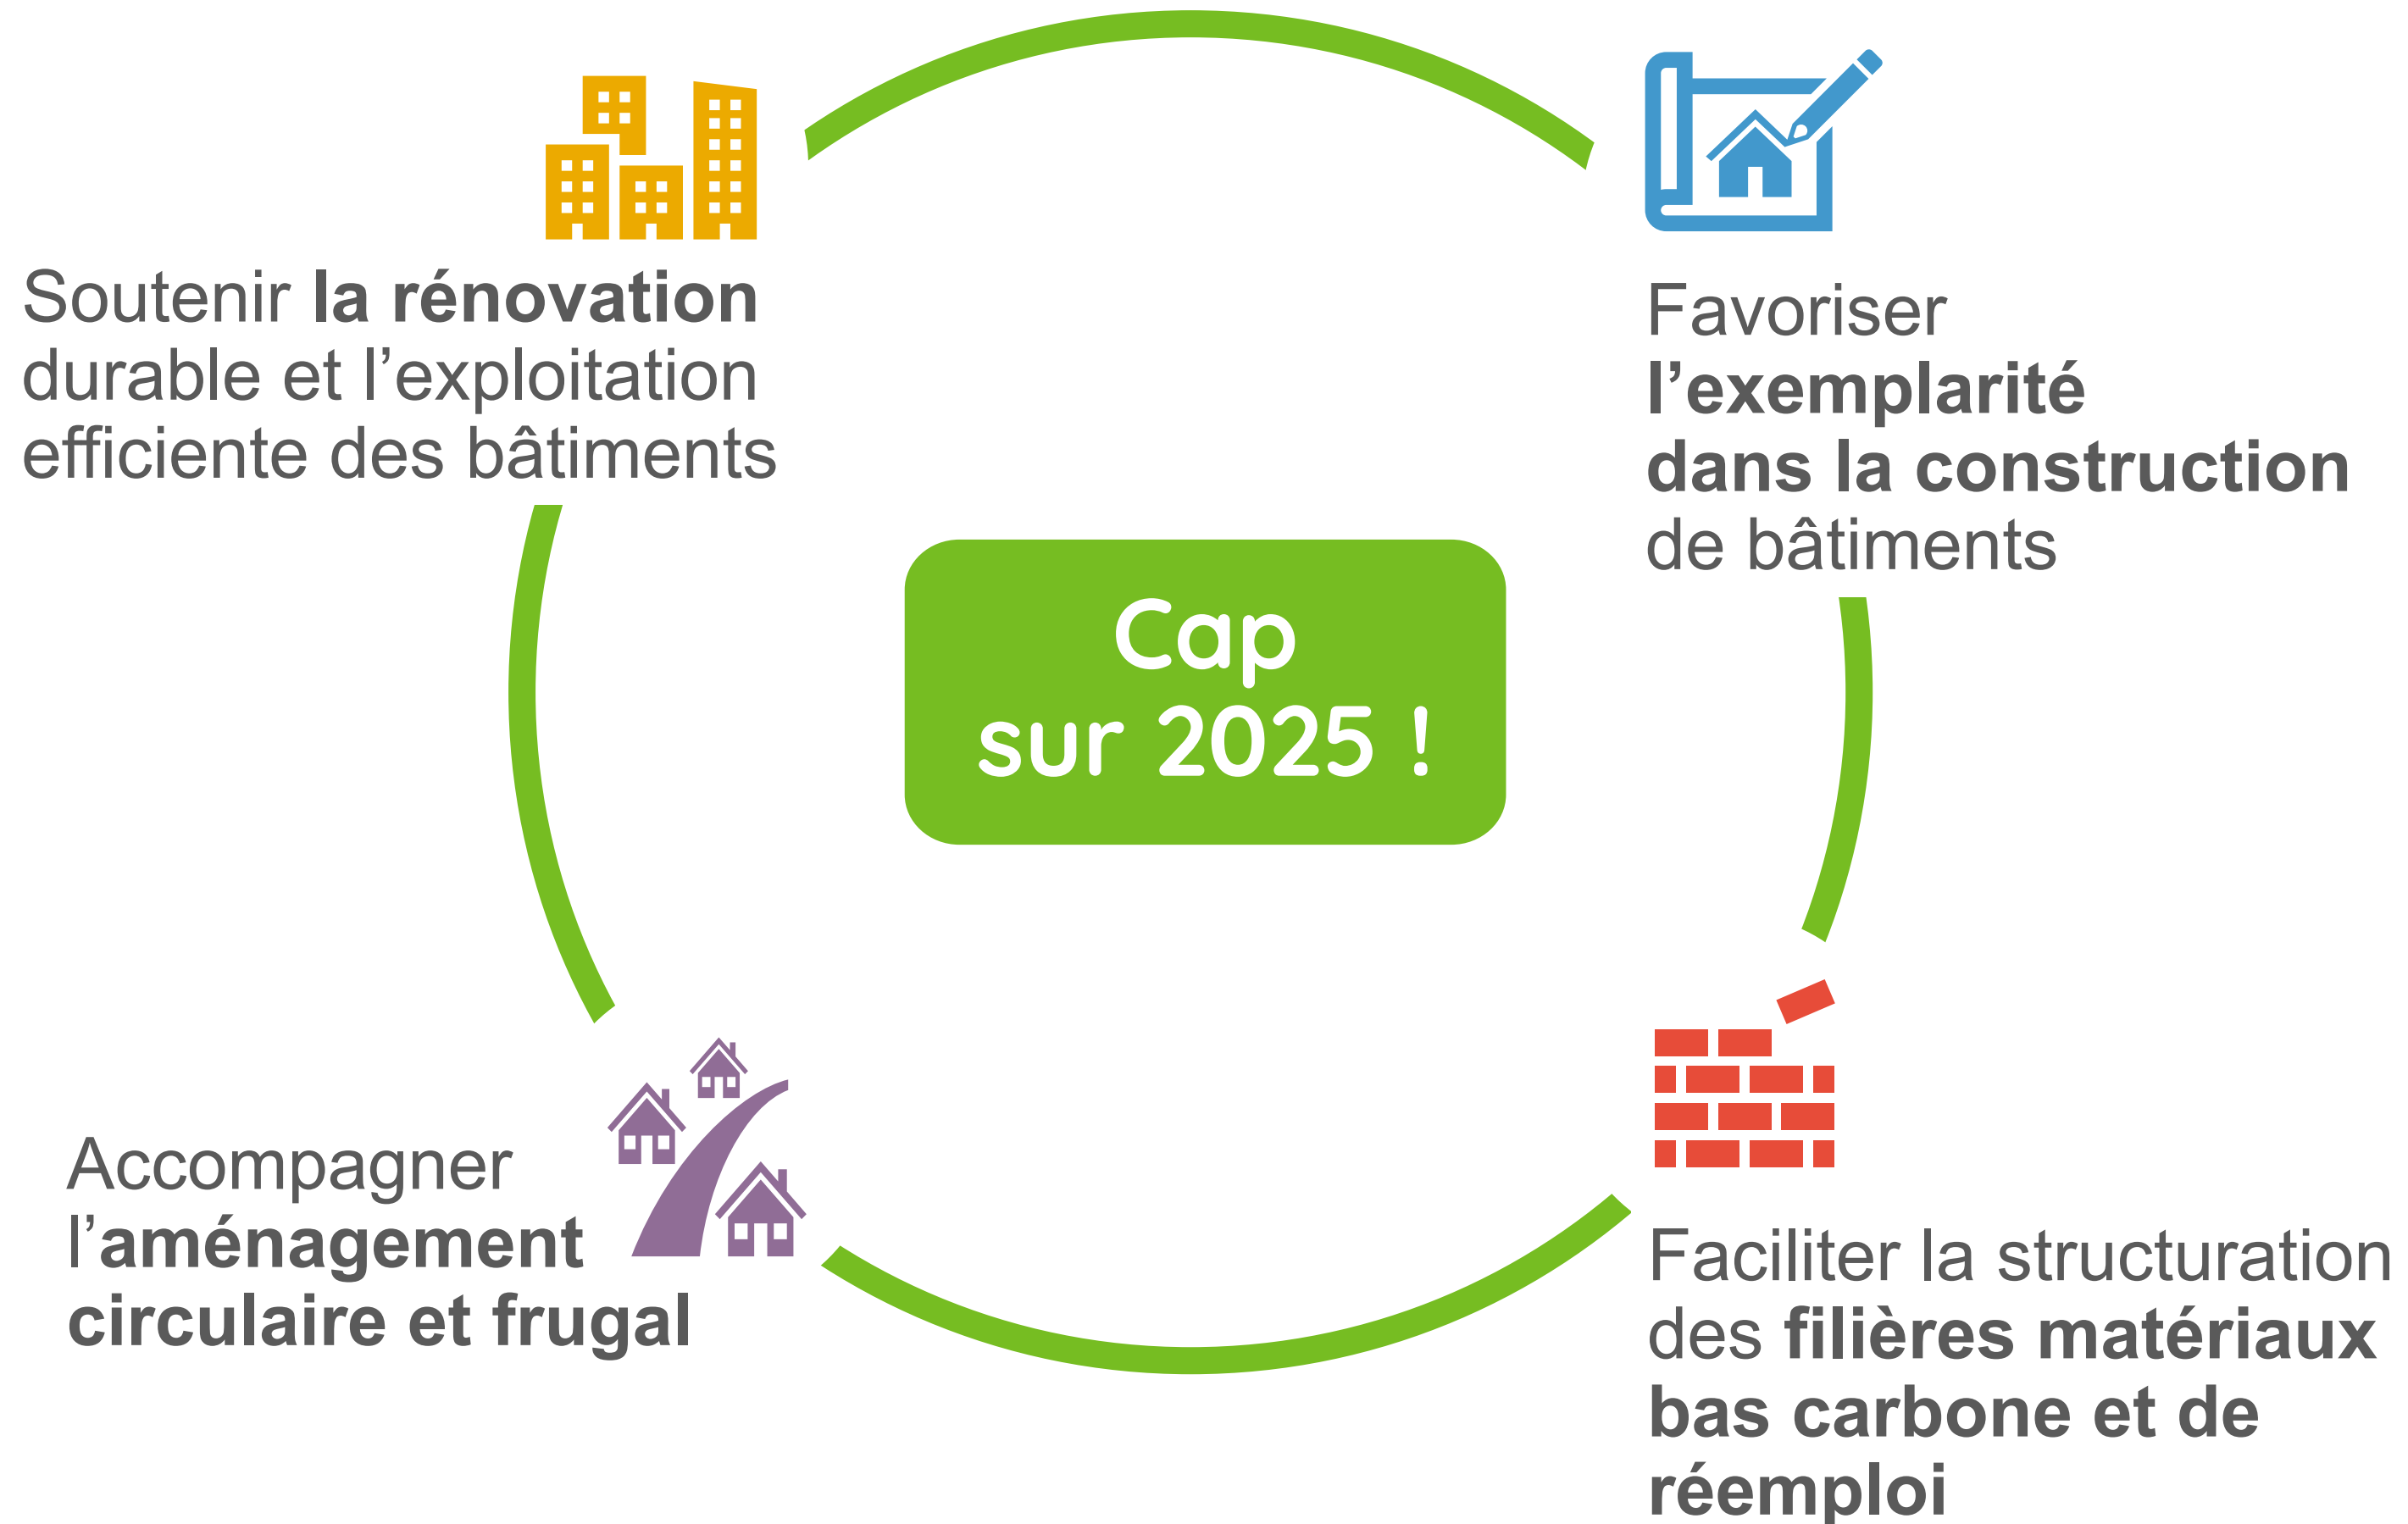 Soutenir la rénovation
durable et l’exploitation
efficiente des bâtiments
Favoriser
l’exemplarité
dans la construction
de bâtiments
Cap
sur 2025 !
Accompagner
l’aménagement
circulaire et frugal
Faciliter la structuration
des filières matériaux
bas carbone et de
réemploi